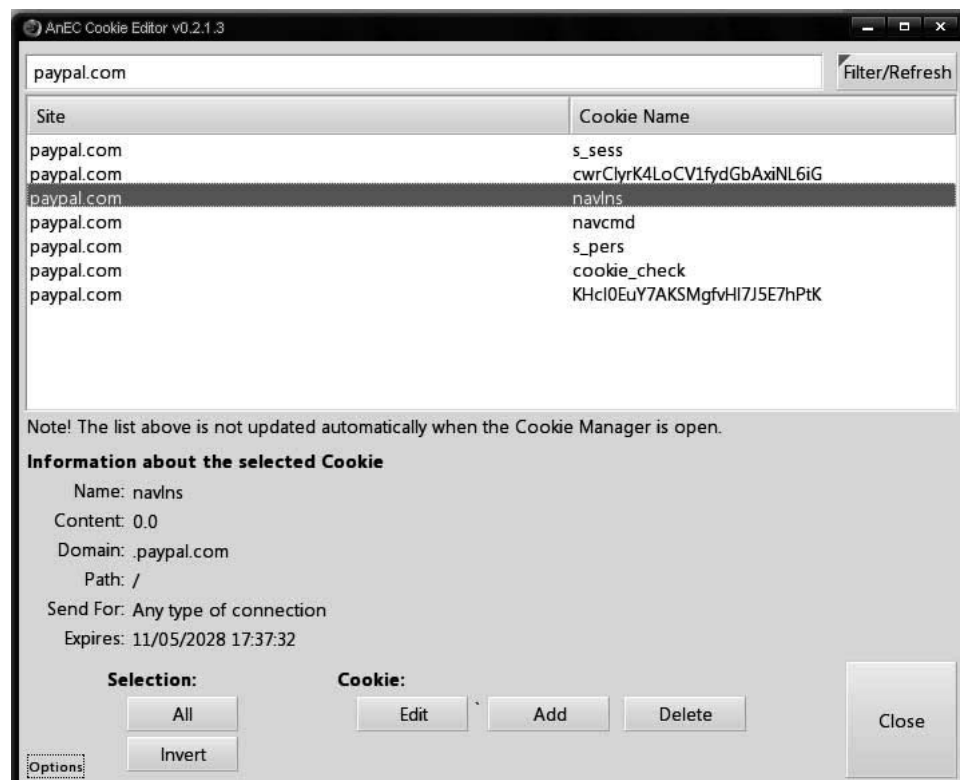 AnEC Cookie Editor v0.2.1.3
paypal.com Filter/Refresh
Site Cookie Name
paypal.com s_sess
paypal.com cwrClyrK4LoCV1fydGbAxiNL6iG
paypal.com navlns
paypal.com navcmd
paypal.com s_pers
paypal.com cookie_check
paypal.com KHcl0EuY7AKSMgfvHl7J5E7hPtK
Note! The list above is not updated automatically when the Cookie Manager is open.
Information about the selected Cookie
Name: navlns
Content: 0.0
Domain: .paypal.com
Path: /
Send For: Any type of connection
Expires: 11/05/2028 17:37:32
Selection: Cookie:
All Edit ` Add Delete Close
Invert
Options